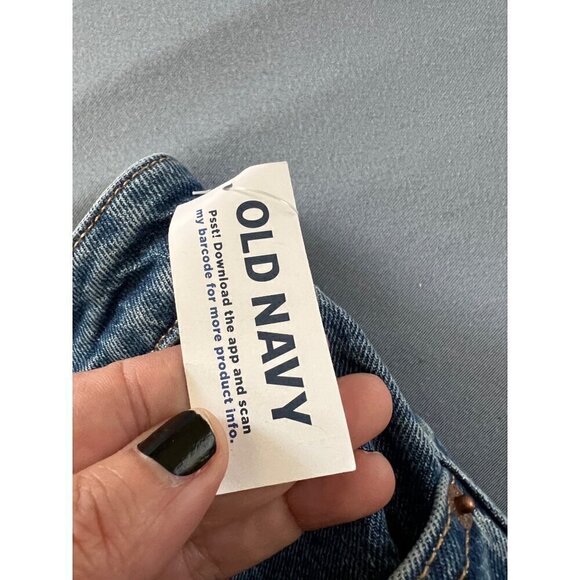 OLD NAVY
Psst! Download the app and scan
my barcode for more product info.